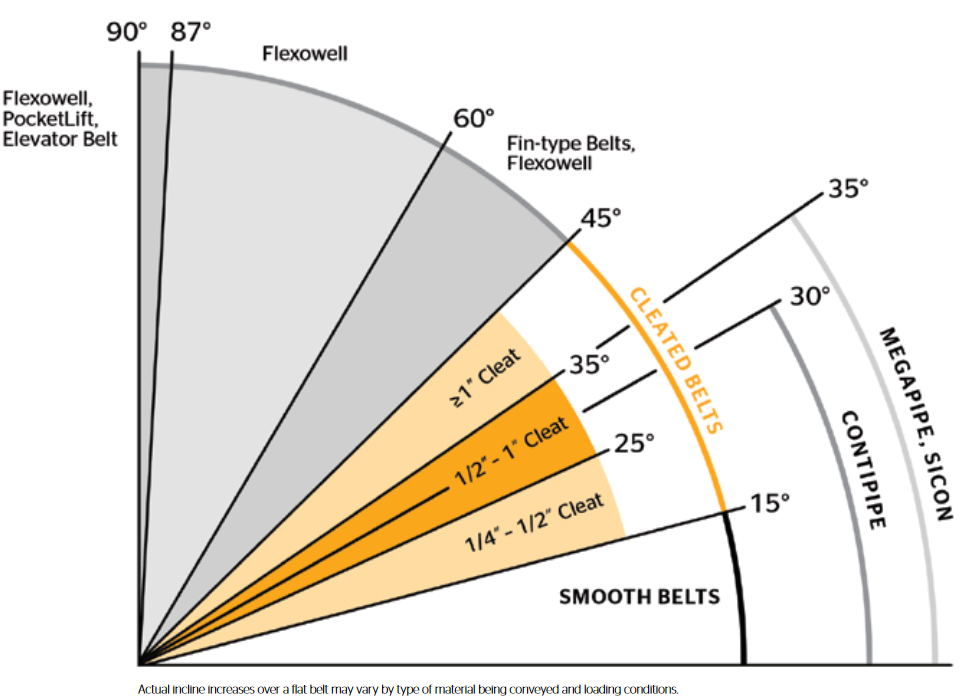 90°
87°
Flexowell
Flexowell,
PocketLift,
Elevator Belt
60°
Fin-type Belts,
Flexowell
45°
35°
30°
CLEATED BELTS
MEGAPIPE, SICON
CONTIPIPE
≥1″ Cleat
35°
1/2″ - 1″ Cleat
25°
1/4″ - 1/2″ Cleat
15°
SMOOTH BELTS
Actual incline increases over a flat belt may vary by type of material being conveyed and loading conditions.